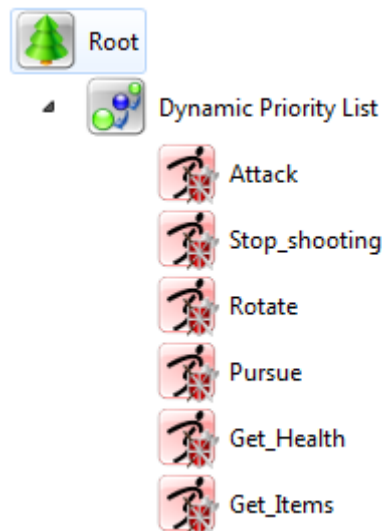 Root
Dynamic Priority List
Attack
Stop_shooting
Rotate
Pursue
Get_Health
Get_Items